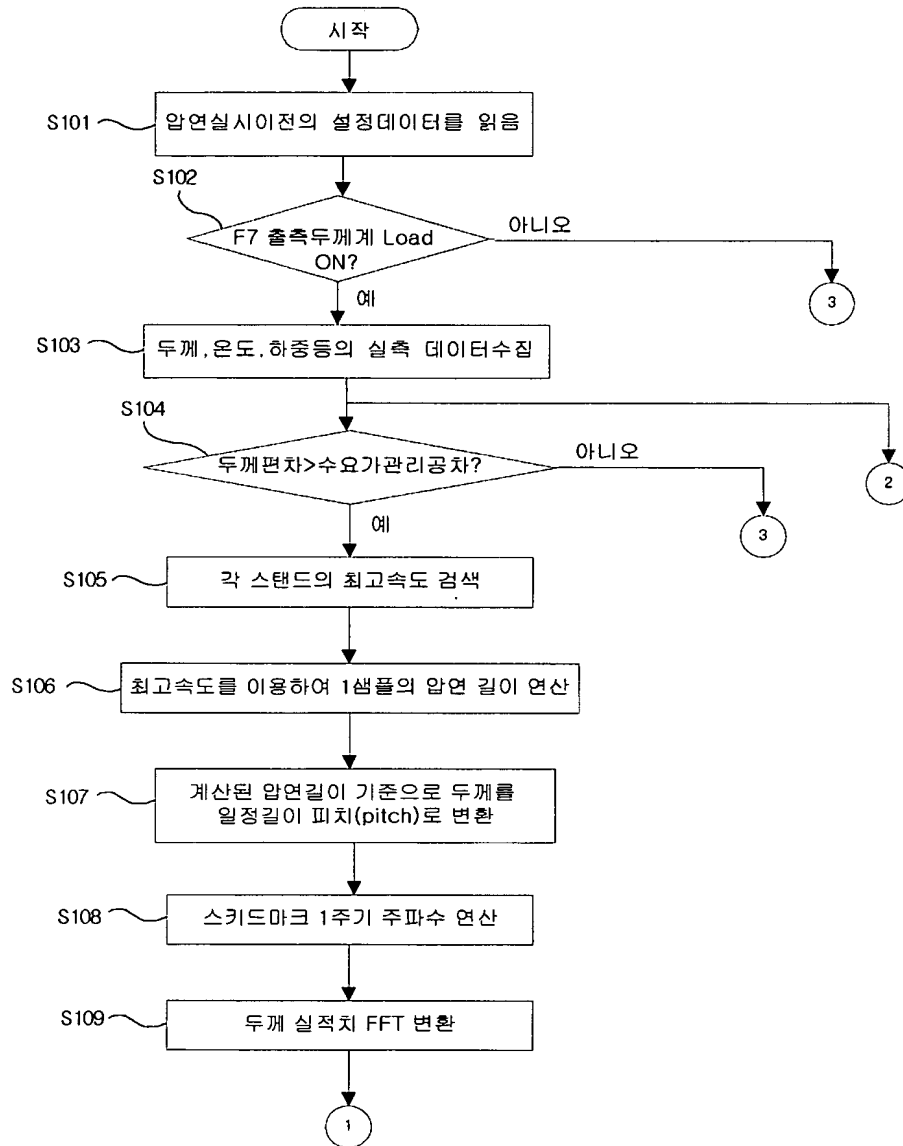 시작
S101
압연실시이전의 설정데이터를 읽음
S102
F7 출측두께계 Load
ON?
아니오
3
예
S103
두께,온도,하중등의 실측 데이터수집
S104
두께편차>수요가관리공차?
아니오
2
3
예
S105
각 스탠드의 최고속도 검색
S106
최고속도를 이용하여 1샘플의 압연 길이 연산
S107
계산된 압연길이 기준으로 두께를
일정길이 피치(pitch)로 변환
S108
스키드마크 1주기 주파수 연산
S109
두께 실적치 FFT 변환
1